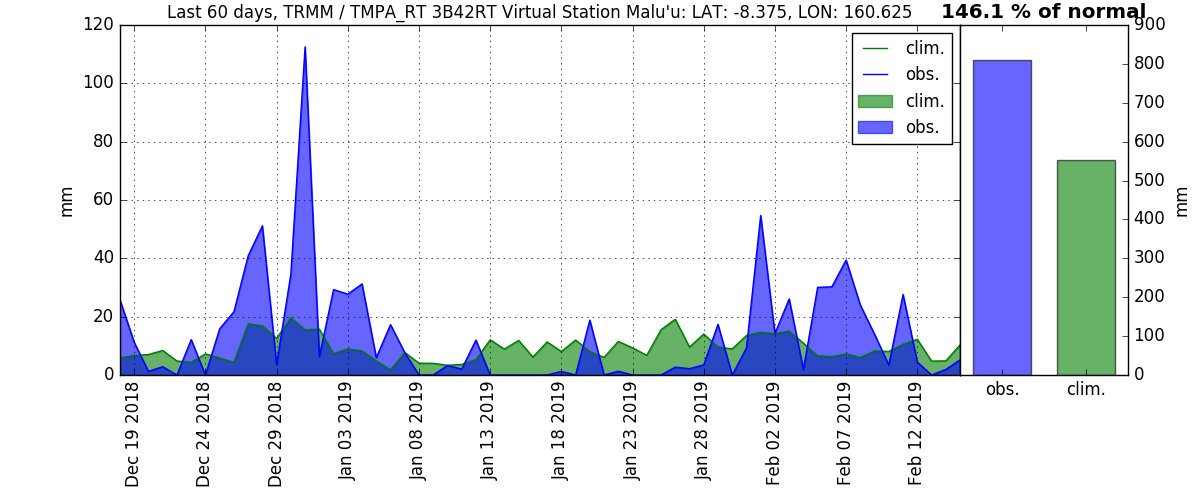 Last 60 days, TRMM / TMPA_RT 3B42RT Virtual Station Malu'u: LAT: -8.375, LON: 160.625
146.1 % of normal
120
100
80
60
40
20
0
mm
clim.
obs.
clim.
obs.
Dec 19 2018
Dec 24 2018
Dec 29 2018
Jan 03 2019
Jan 08 2019
Jan 13 2019
Jan 18 2019
Jan 23 2019
Jan 28 2019
Feb 02 2019
Feb 07 2019
Feb 12 2019
900
800
700
600
500
400
300
200
100
0
mm
obs.
clim.